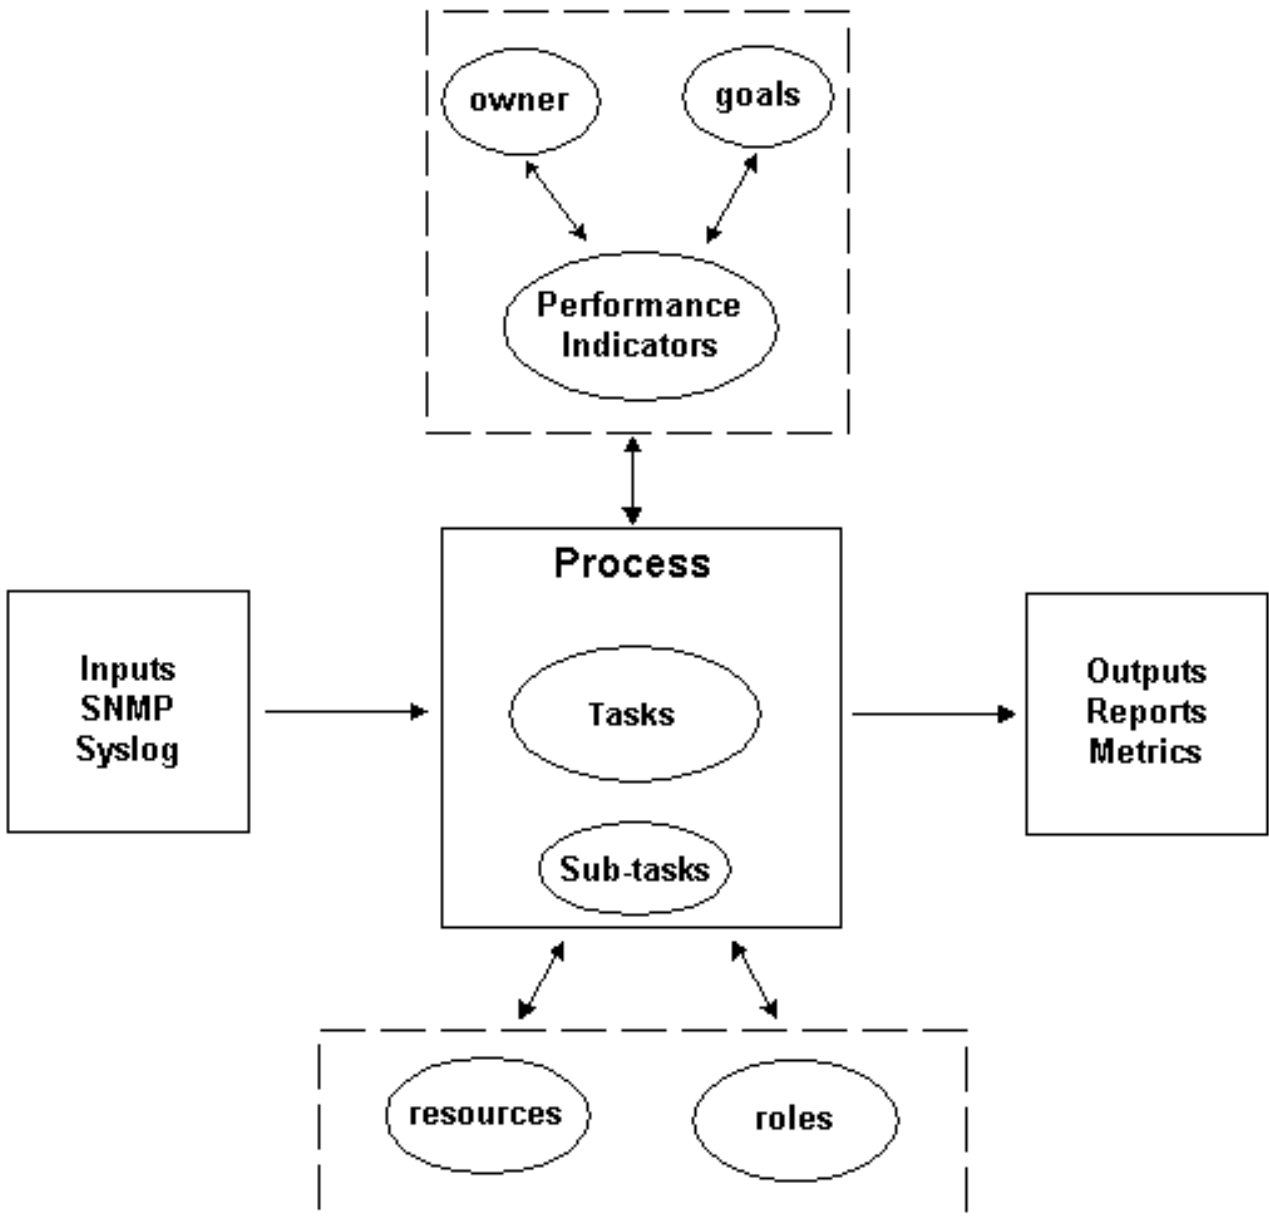 owner
goals
Performance
Indicators
Process
Inputs
SNMP
Syslog
Tasks
Outputs
Reports
Metrics
Sub-tasks
resources
roles